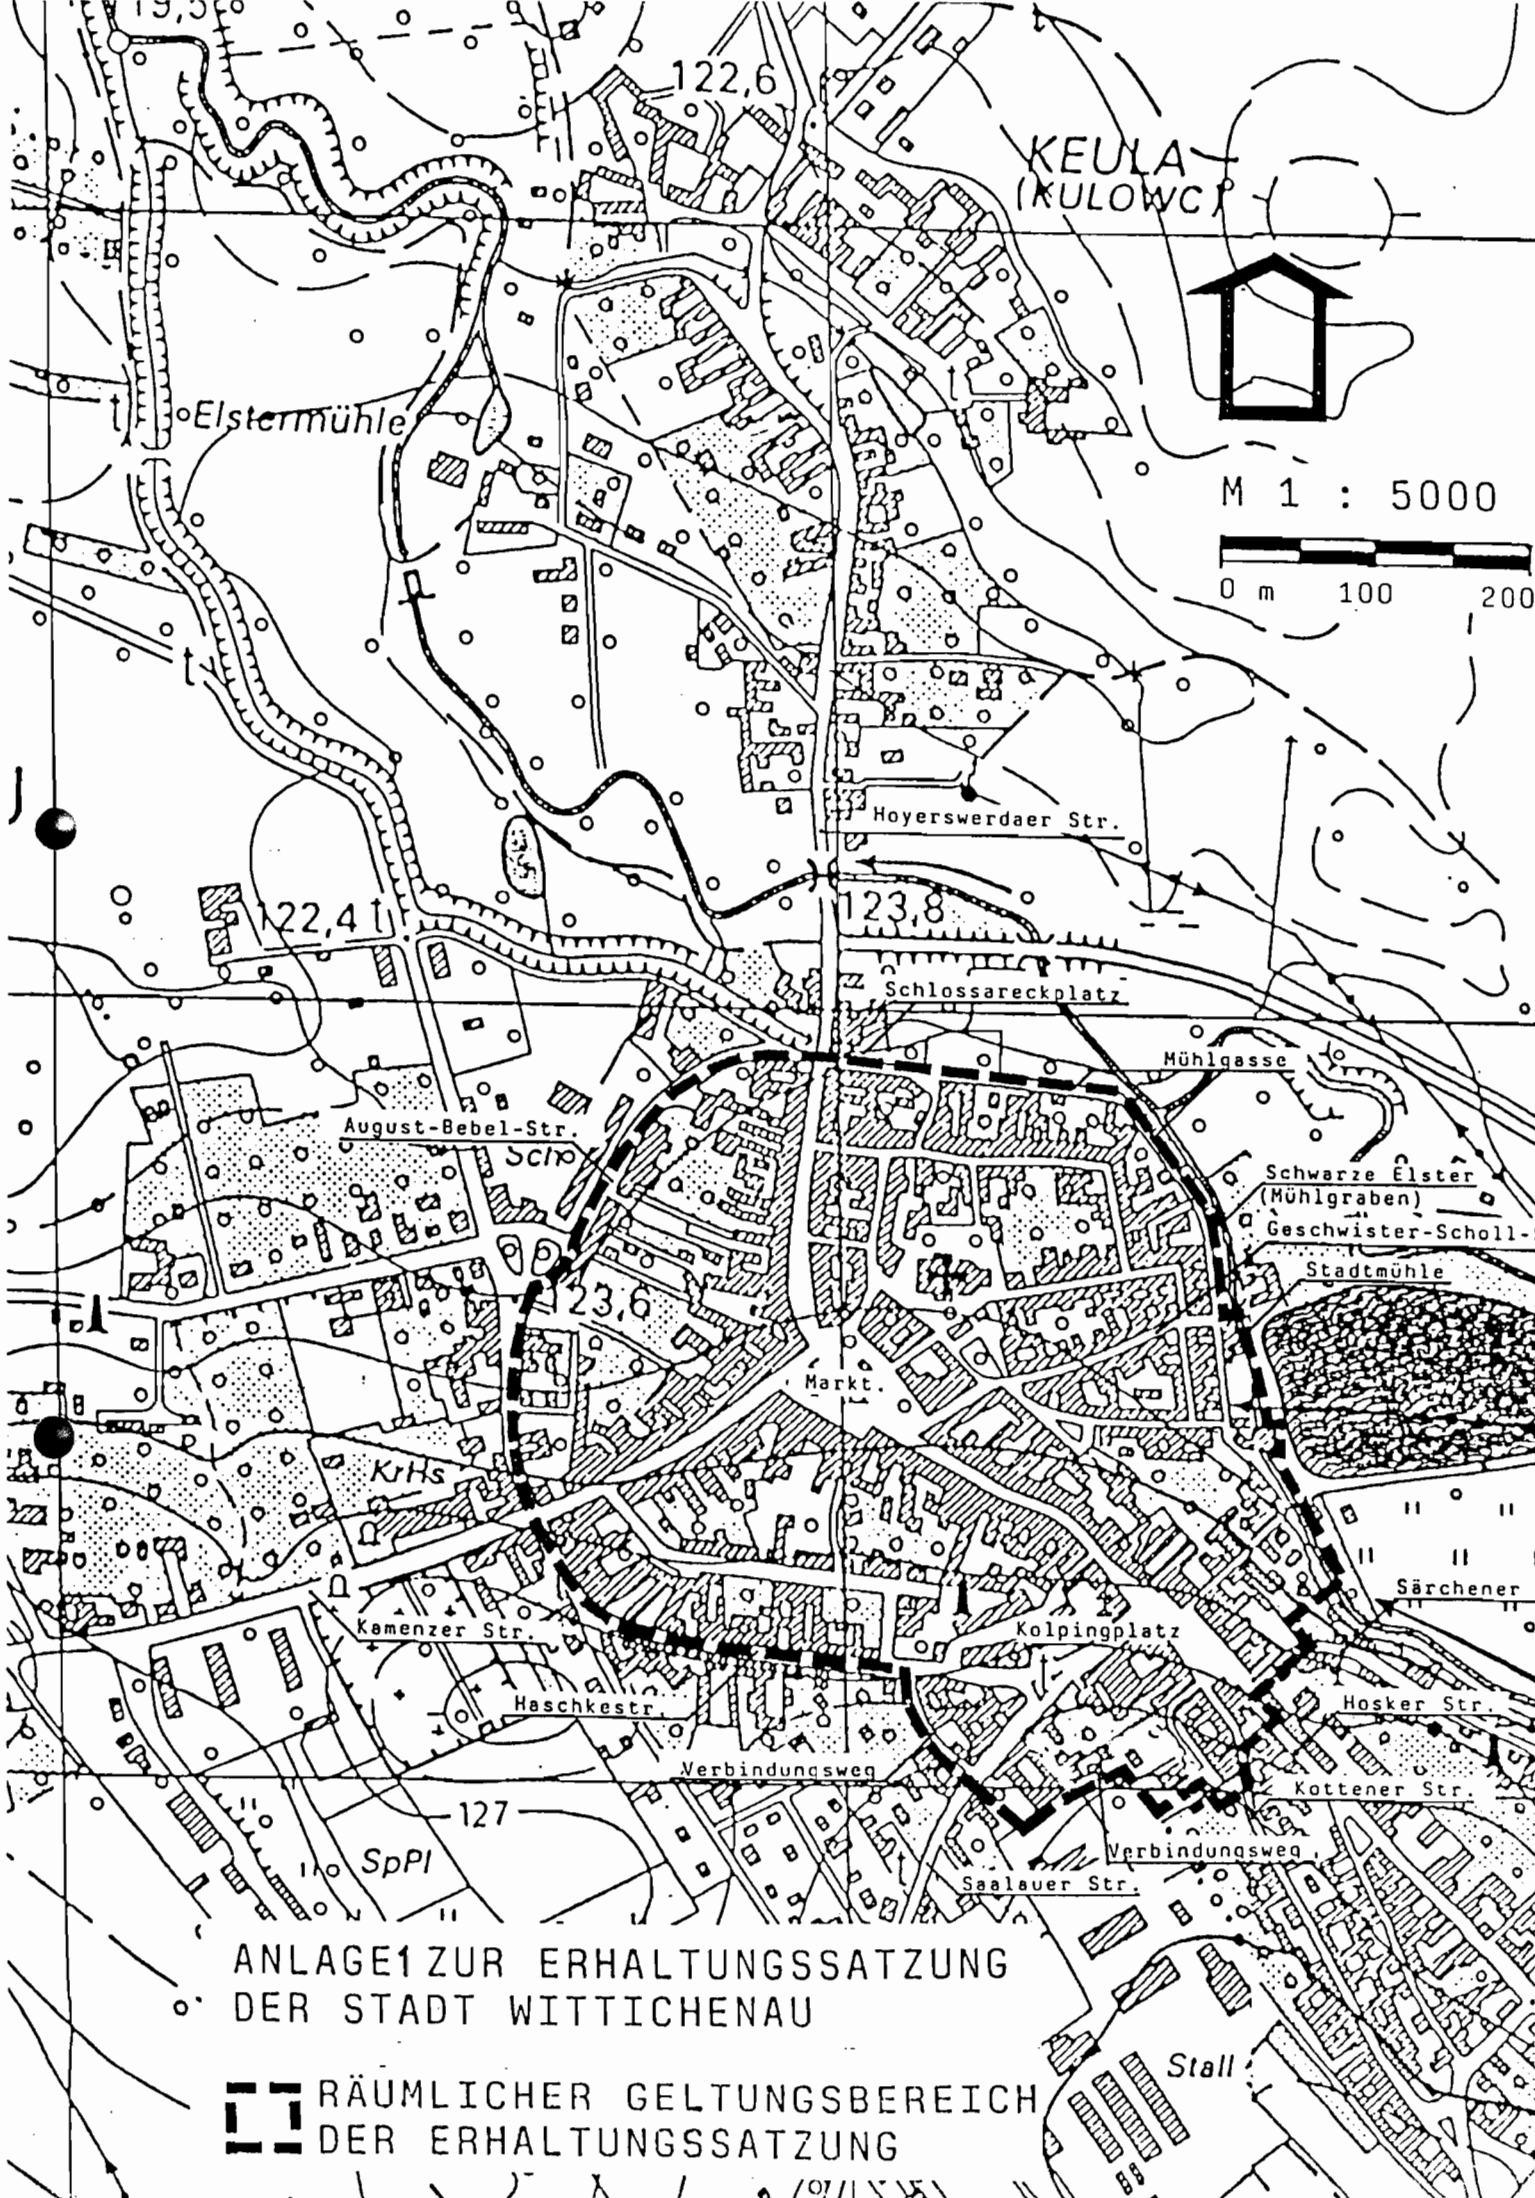 122,6
KEULA
(KULOWC)
Elstermühle
M 1 : 5000
0 m 100 200
Hoyerswerdaer Str.
123,8
122,4
Schlossareckplatz
Mühlgasse
August-Bebel-Str.
Sch
Schwarze Elster
(Mühlgraben)
Geschwister-Scholl-
Stadtmühle
123,6
Markt.
KrHs
Särchener
Kamenzer Str.
Kolpingplatz
Haschkestr.
Hosker Str.
Verbindungsweg
Kottener Str.
127
SpPl
Verbindungsweg
Saalauer Str.
ANLAGE1 ZUR ERHALTUNGSSATZUNG
DER STADT WITTICHENAU
Stall
RÄUMLICHER GELTUNGSBEREICH
DER ERHALTUNGSSATZUNG